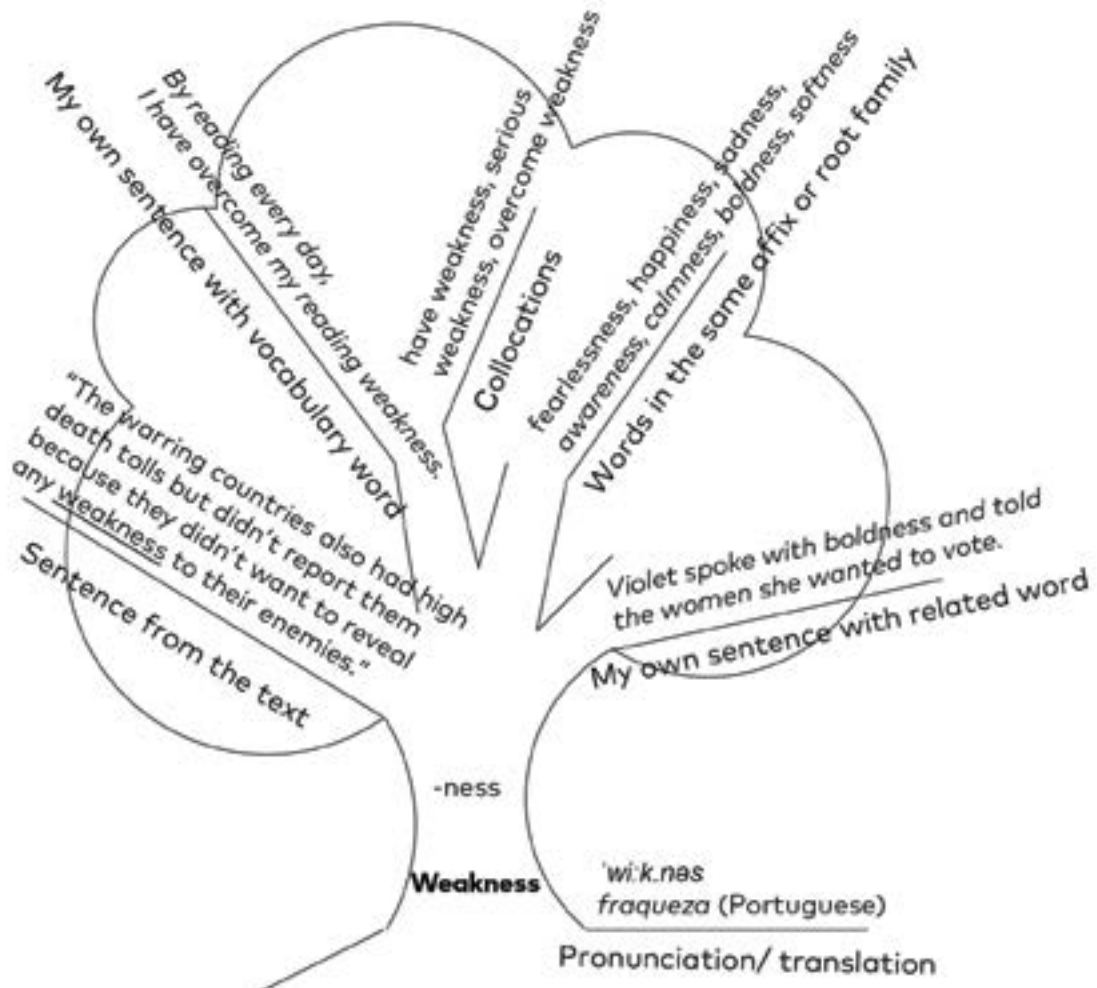 By reading every day,
I have overcome my reading weakness.
My own sentence with vocabulary word
have weakness, serious
weakness, overcome weakness
Collocations
fearlessness, happiness, sadness,
awareness, calmness, boldness, softness
Words in the same affix or root family
“The warring countries also had high
death tolls but didn’t report them
because they didn’t want to reveal
any weakness to their enemies.”
Sentence from the text
Violet spoke with boldness and told
the women she wanted to vote.
My own sentence with related word
-ness
Weakness
ˈwiːk.nəs
fraqueza (Portuguese)
Pronunciation/ translation